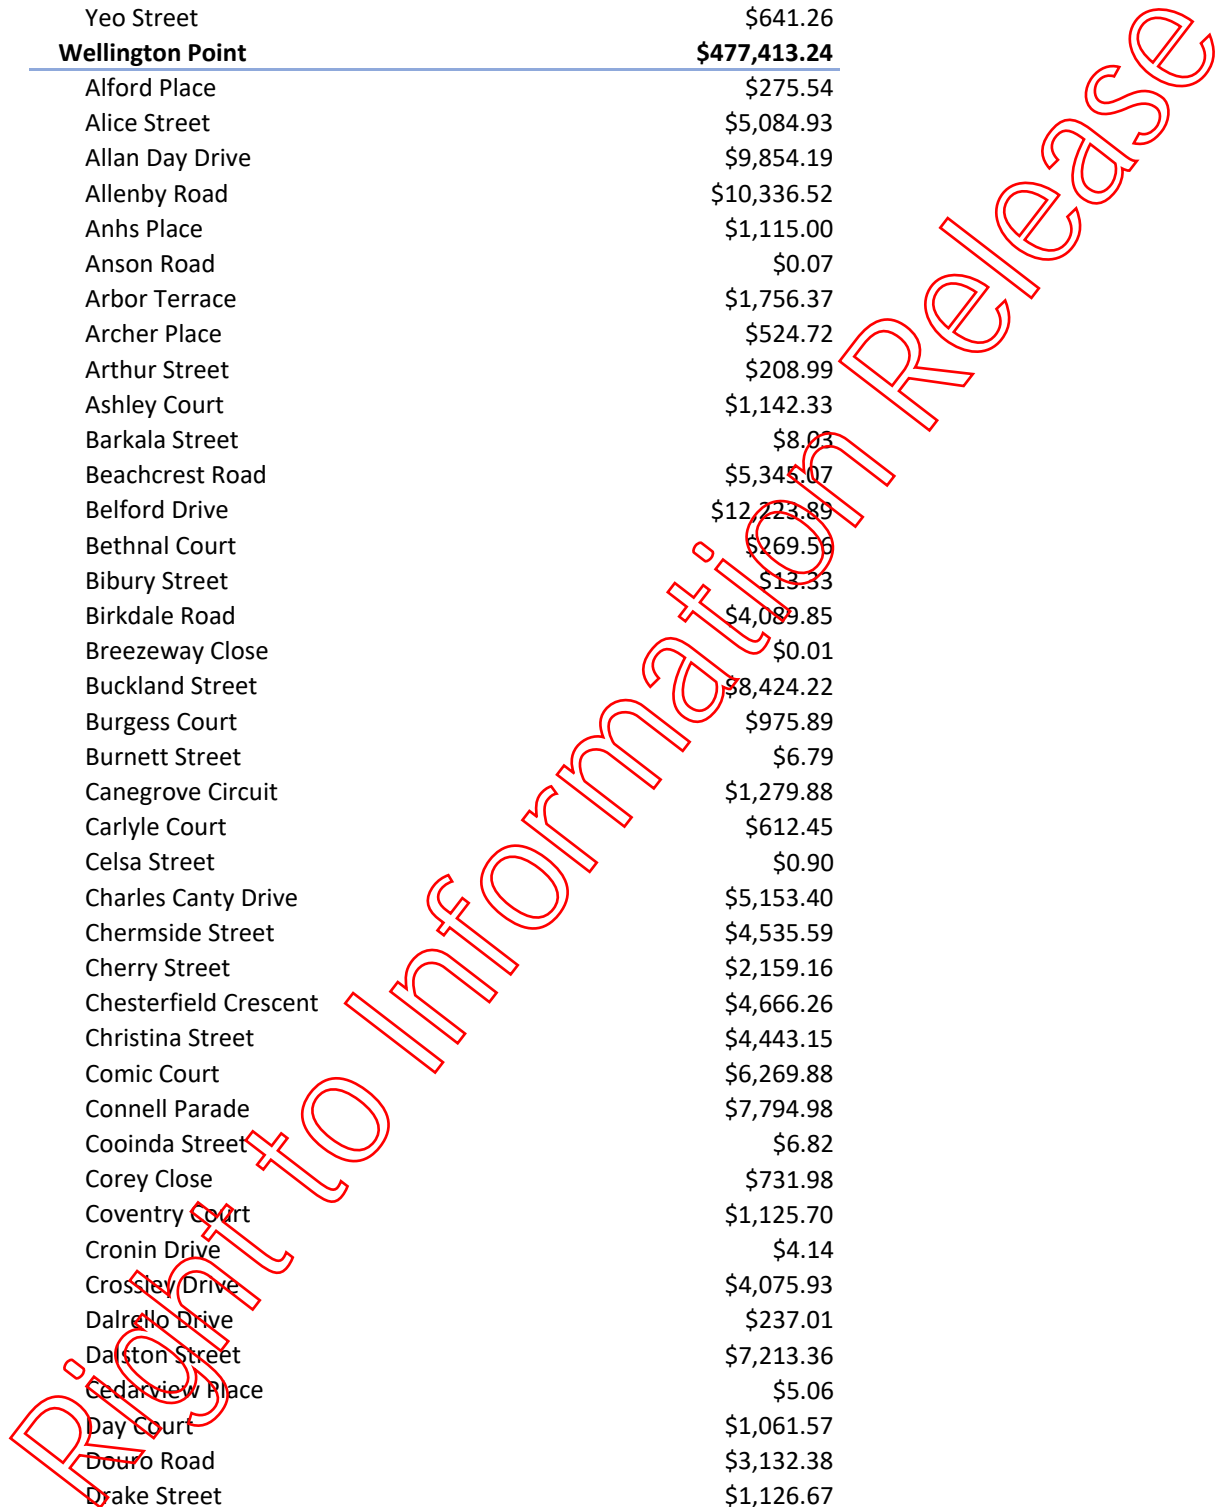 Yeo Street $641.26
Wellington Point $477,413.24
Alford Place $275.54
Alice Street $5,084.93
Allan Day Drive $9,854.19
Allenby Road $10,336.52
Anhs Place $1,115.00
Anson Road $0.07
Arbor Terrace $1,756.37
Archer Place $524.72
Arthur Street $208.99
Ashley Court $1,142.33
Barkala Street $8.03
Beachcrest Road $5,345.07
Belford Drive $12,223.89
Bethnal Court $269.56
Bibury Street $13.33
Birkdale Road $4,089.85
Breezeway Close $0.01
Buckland Street $8,424.22
Burgess Court $975.89
Burnett Street $6.79
Canegrove Circuit $1,279.88
Carlyle Court $612.45
Celsa Street $0.90
Charles Canty Drive $5,153.40
Chermside Street $4,535.59
Cherry Street $2,159.16
Chesterfield Crescent $4,666.26
Christina Street $4,443.15
Comic Court $6,269.88
Connell Parade $7,794.98
Cooinda Street $6.82
Corey Close $731.98
Coventry Court $1,125.70
Cronin Drive $4.14
Crossley Drive $4,075.93
Dalrello Drive $237.01
Dalston Street $7,213.36
Cedarview Place $5.06
Day Court $1,061.57
Douro Road $3,132.38
Drake Street $1,126.67
Right to Information Release